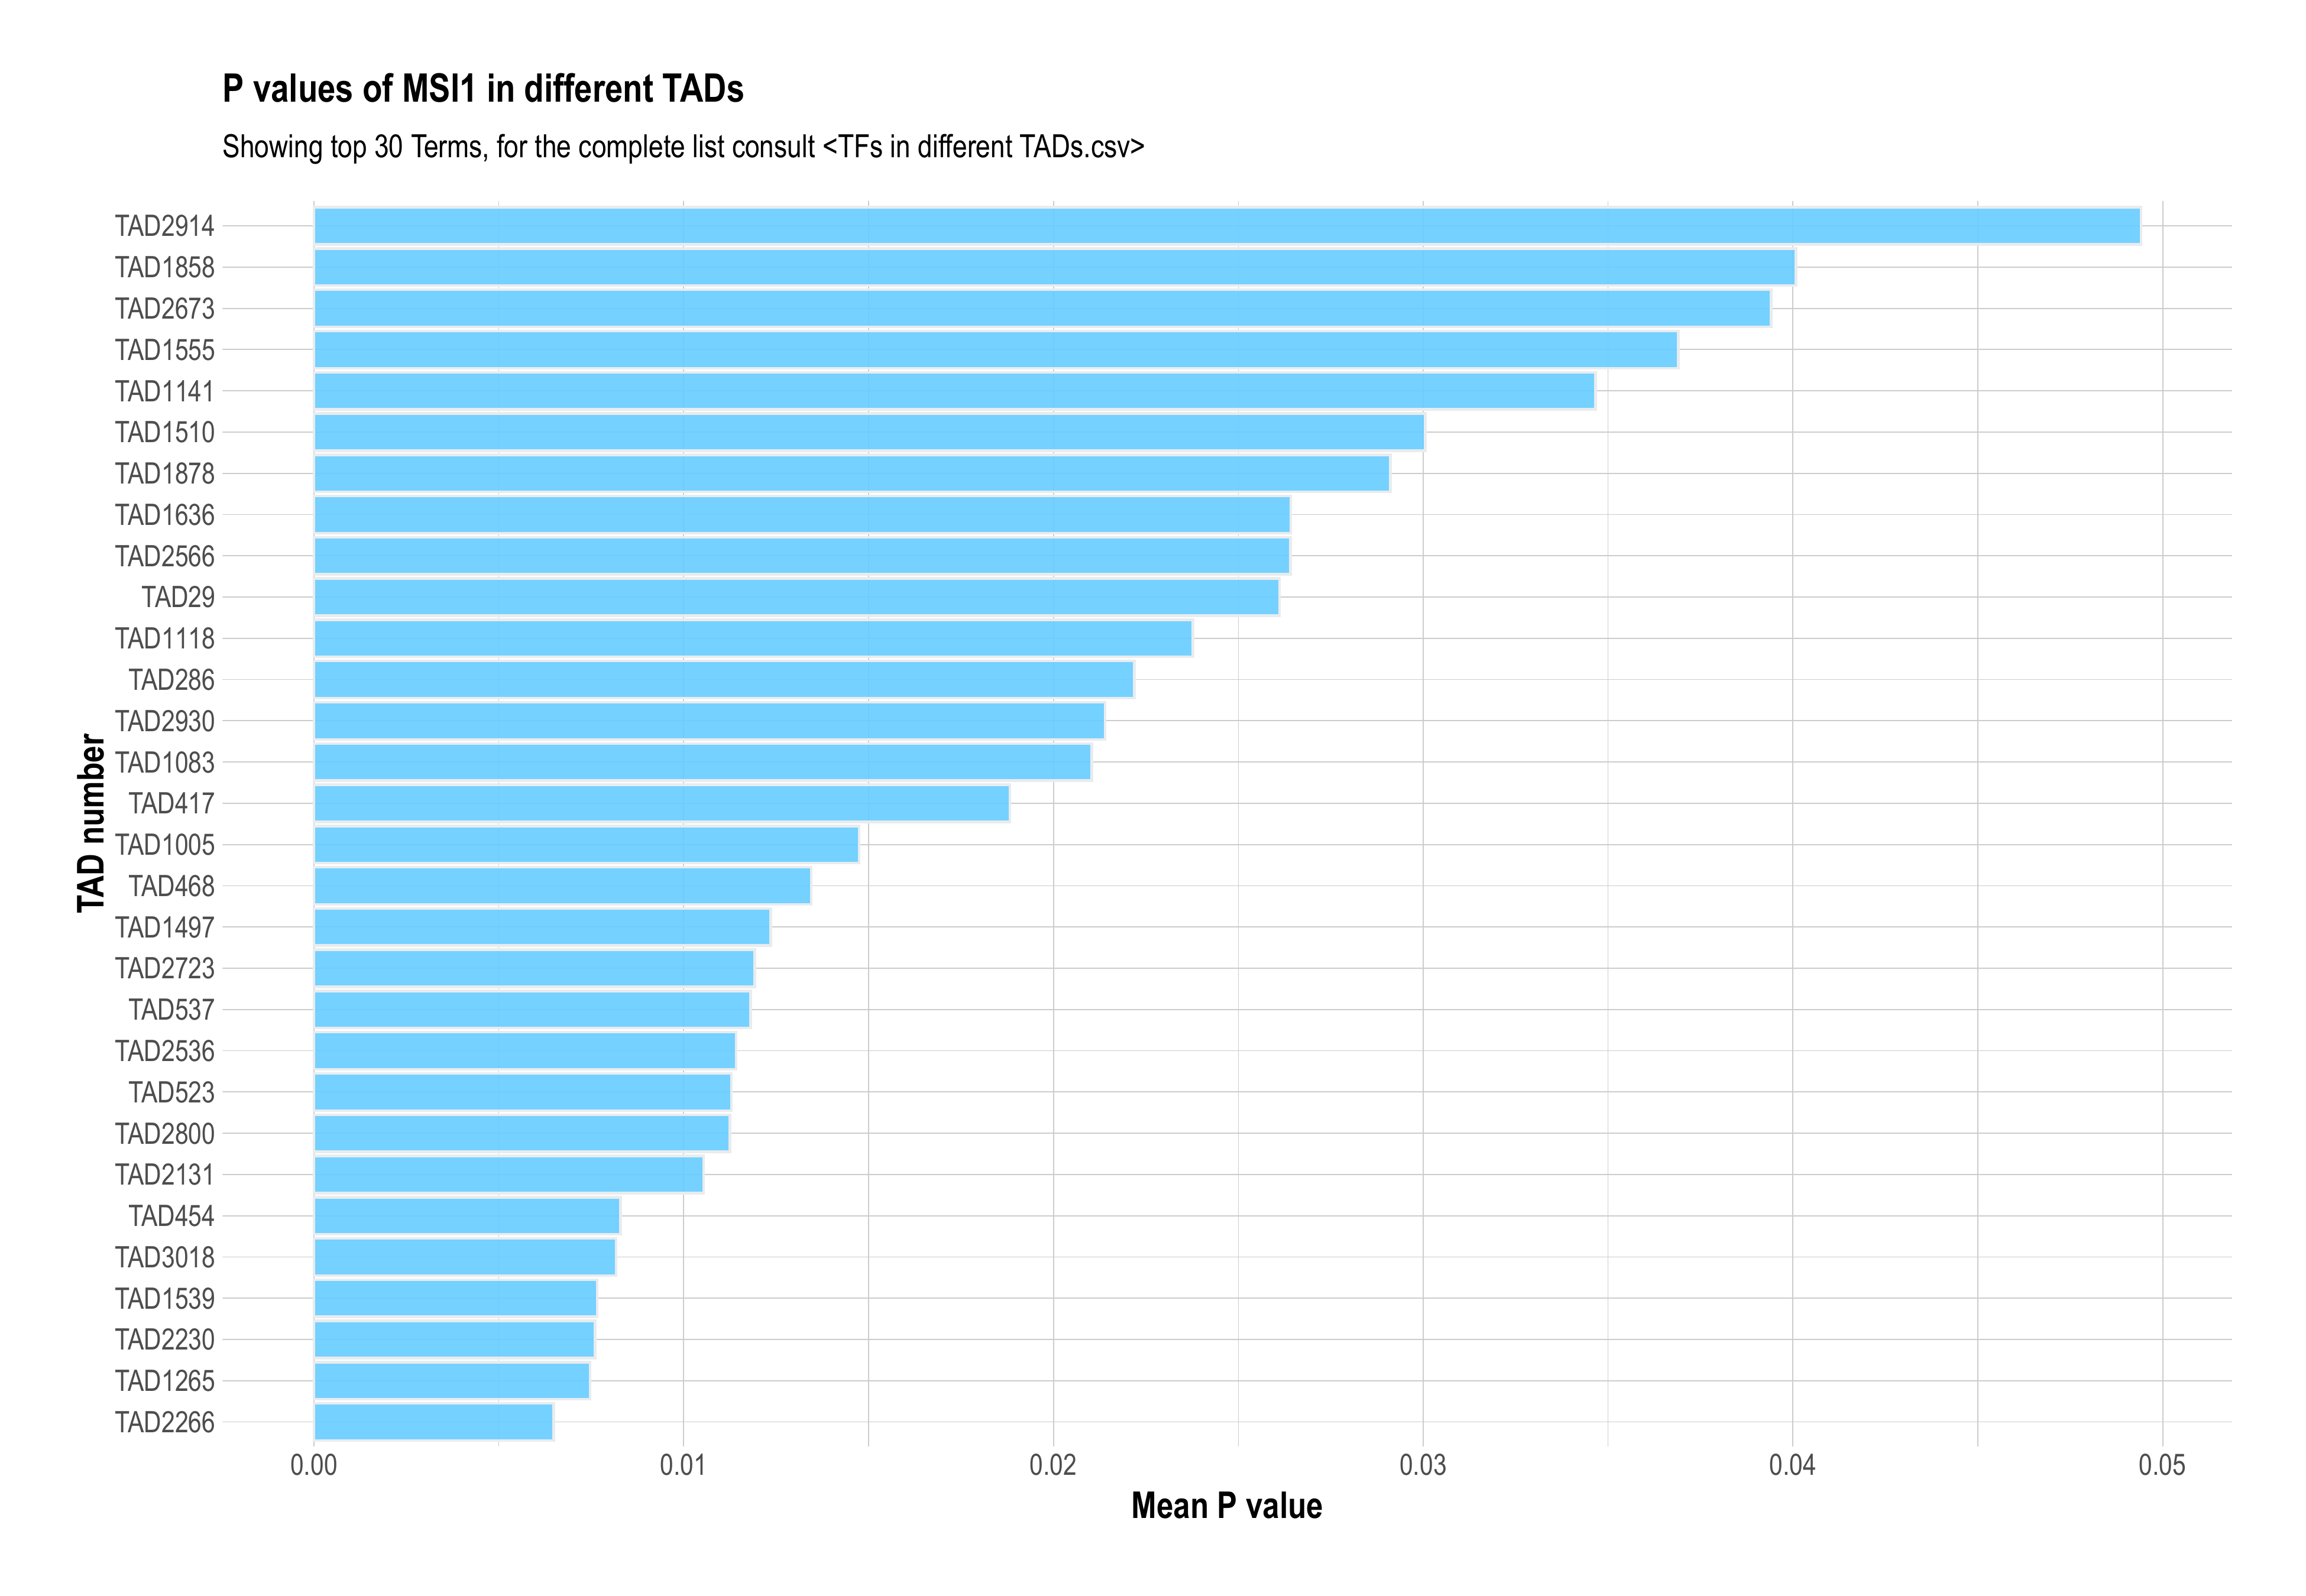 P values of MSI1 in different TADs
Showing top 30 Terms, for the complete list consult <TFs in different TADs.csv>
TAD number
TAD2914
TAD1858
TAD2673
TAD1555
TAD1141
TAD1510
TAD1878
TAD1636
TAD2566
TAD29
TAD1118
TAD286
TAD2930
TAD1083
TAD417
TAD1005
TAD468
TAD1497
TAD2723
TAD537
TAD2536
TAD523
TAD2800
TAD2131
TAD454
TAD3018
TAD1539
TAD2230
TAD1265
TAD2266
0.00 0.01 0.02 0.03 0.04 0.05
Mean P value